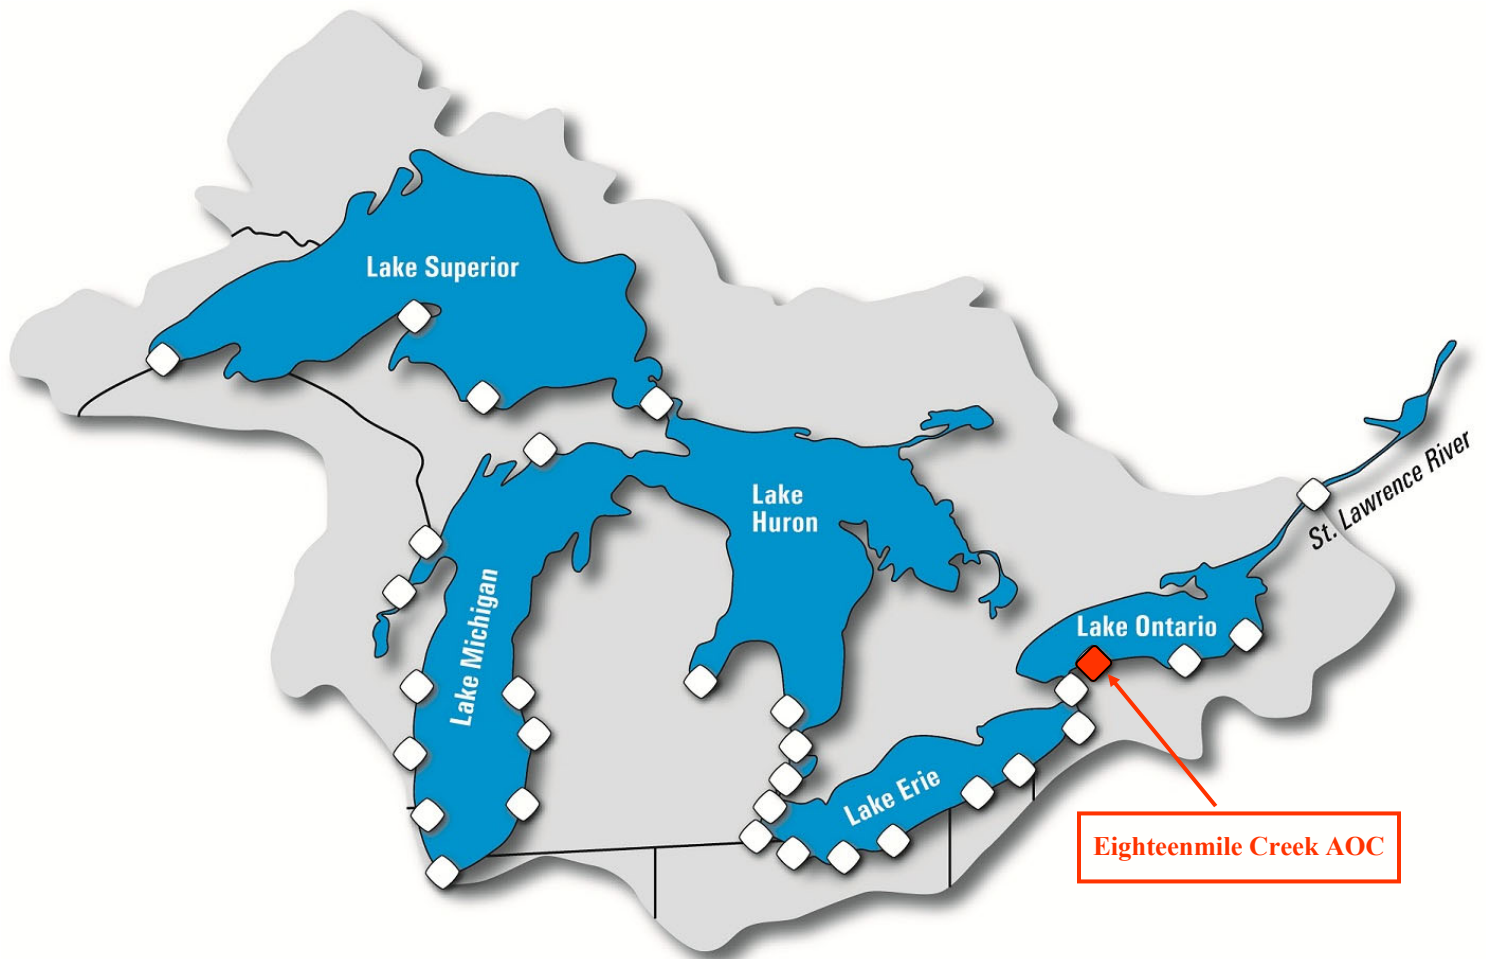 Lake Superior
Lake
Huron
St. Lawrence River
Lake Michigan
Lake Ontario
Lake Erie
Eighteenmile Creek AOC